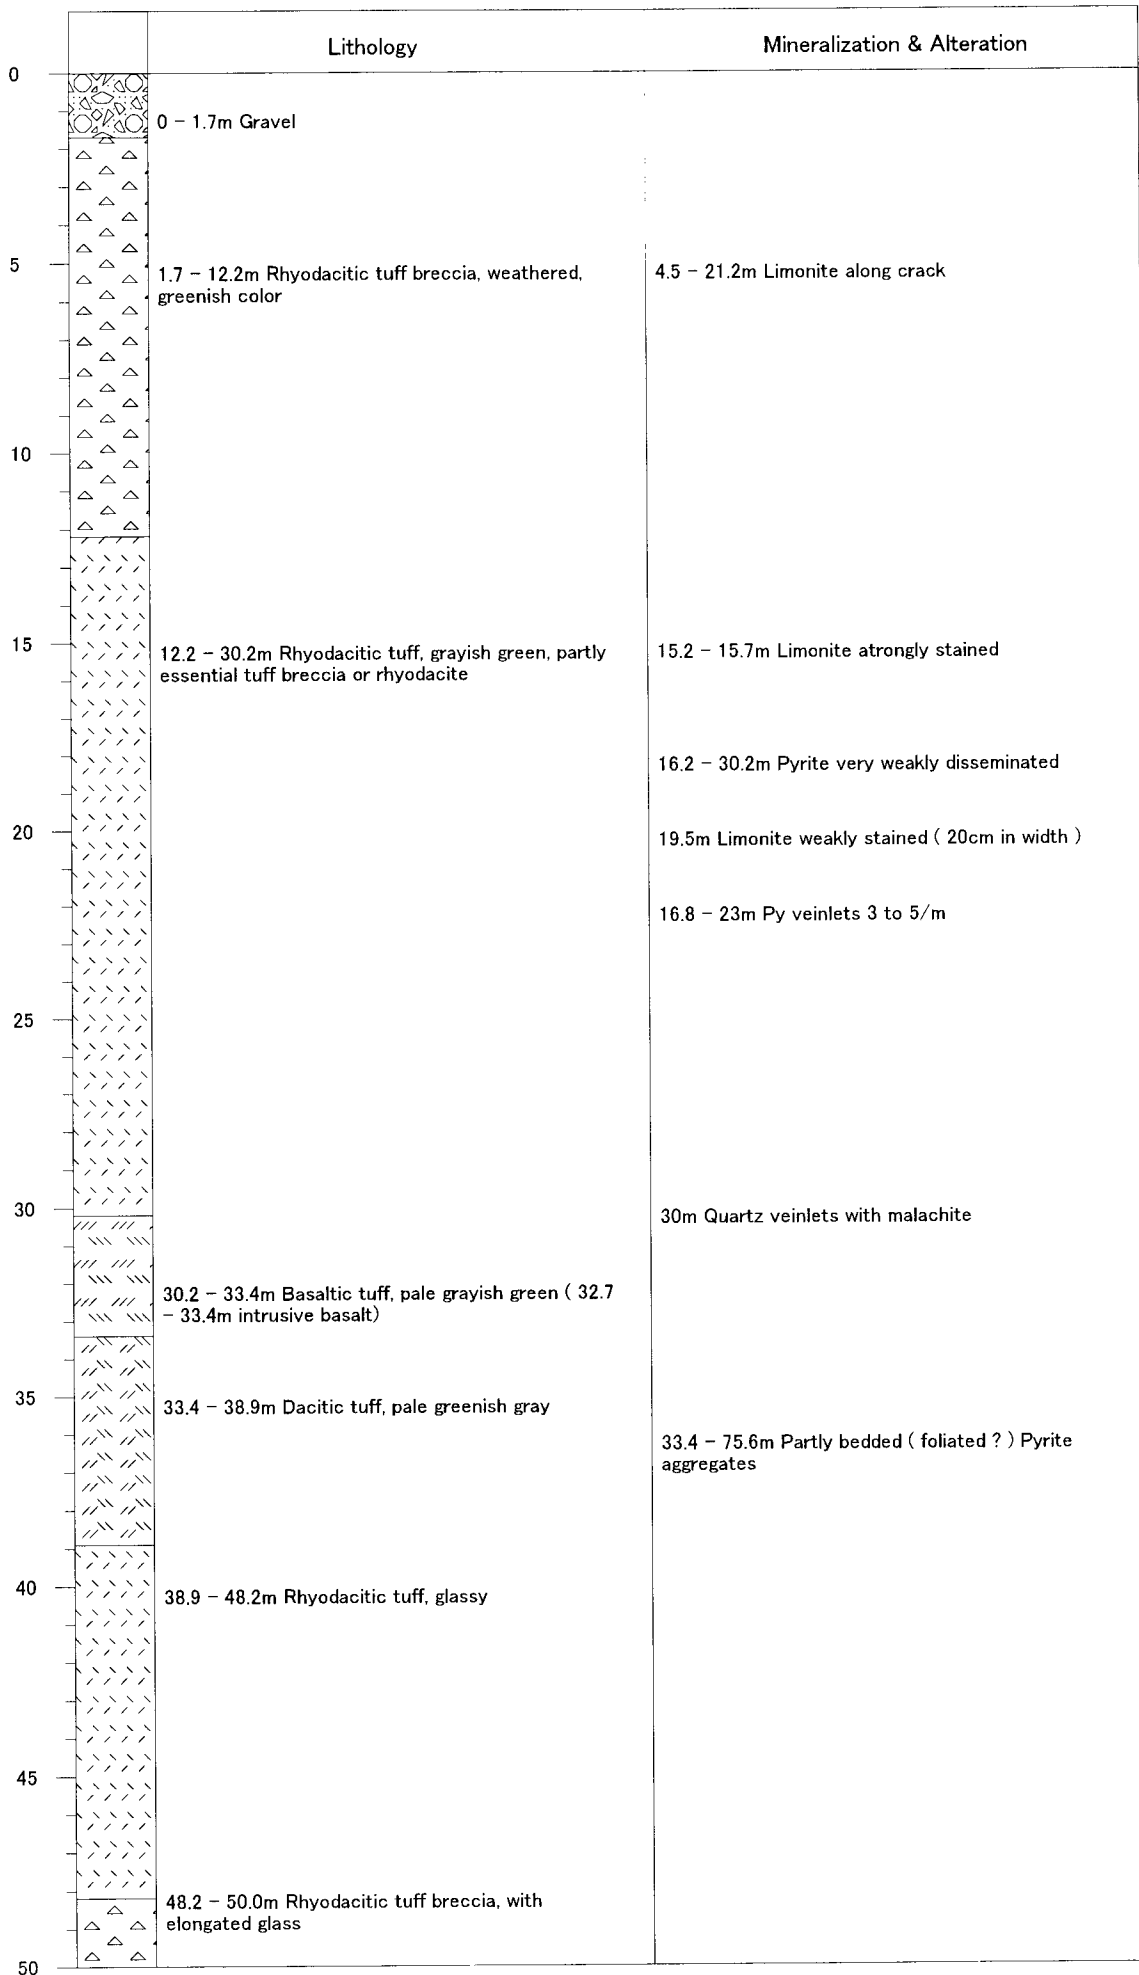 Lithology
Mineralization & Alteration
0
0 - 1.7m Gravel
5
1.7 - 12.2m Rhyodacitic tuff breccia, weathered,
greenish color
4.5 - 21.2m Limonite along crack
10
15
12.2 - 30.2m Rhyodacitic tuff, grayish green, partly
essential tuff breccia or rhyodacite
15.2 - 15.7m Limonite atrongly stained
16.2 - 30.2m Pyrite very weakly disseminated
20
19.5m Limonite weakly stained ( 20cm in width )
16.8 - 23m Py veinlets 3 to 5/m
25
30
30m Quartz veinlets with malachite
30.2 - 33.4m Basaltic tuff, pale grayish green ( 32.7
- 33.4m intrusive basalt)
35
33.4 - 38.9m Dacitic tuff, pale greenish gray
33.4 - 75.6m Partly bedded ( foliated ? ) Pyrite
aggregates
40
38.9 - 48.2m Rhyodacitic tuff, glassy
45
48.2 - 50.0m Rhyodacitic tuff breccia, with
elongated glass
50